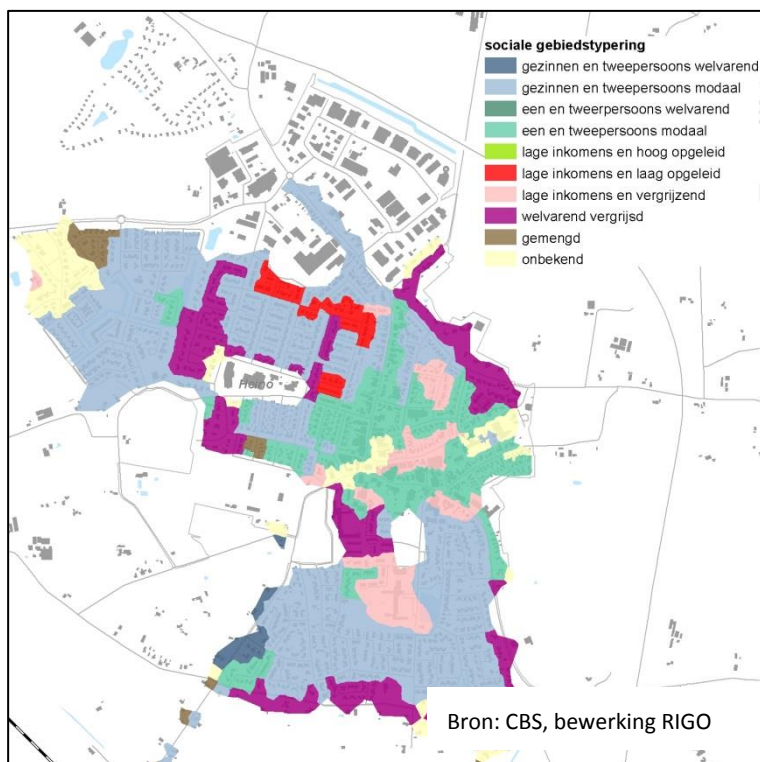 sociale gebiedstypering
gezinnen en tweepersoons welvarend
gezinnen en tweepersoons modaal
een en tweerpersoons welvarend
een en tweepersoons modaal
lage inkomens en hoog opgeleid
lage inkomens en laag opgeleid
lage inkomens en vergrijzend
welvarend vergrijsd
gemengd
onbekend
Heino
Bron: CBS, bewerking RIGO